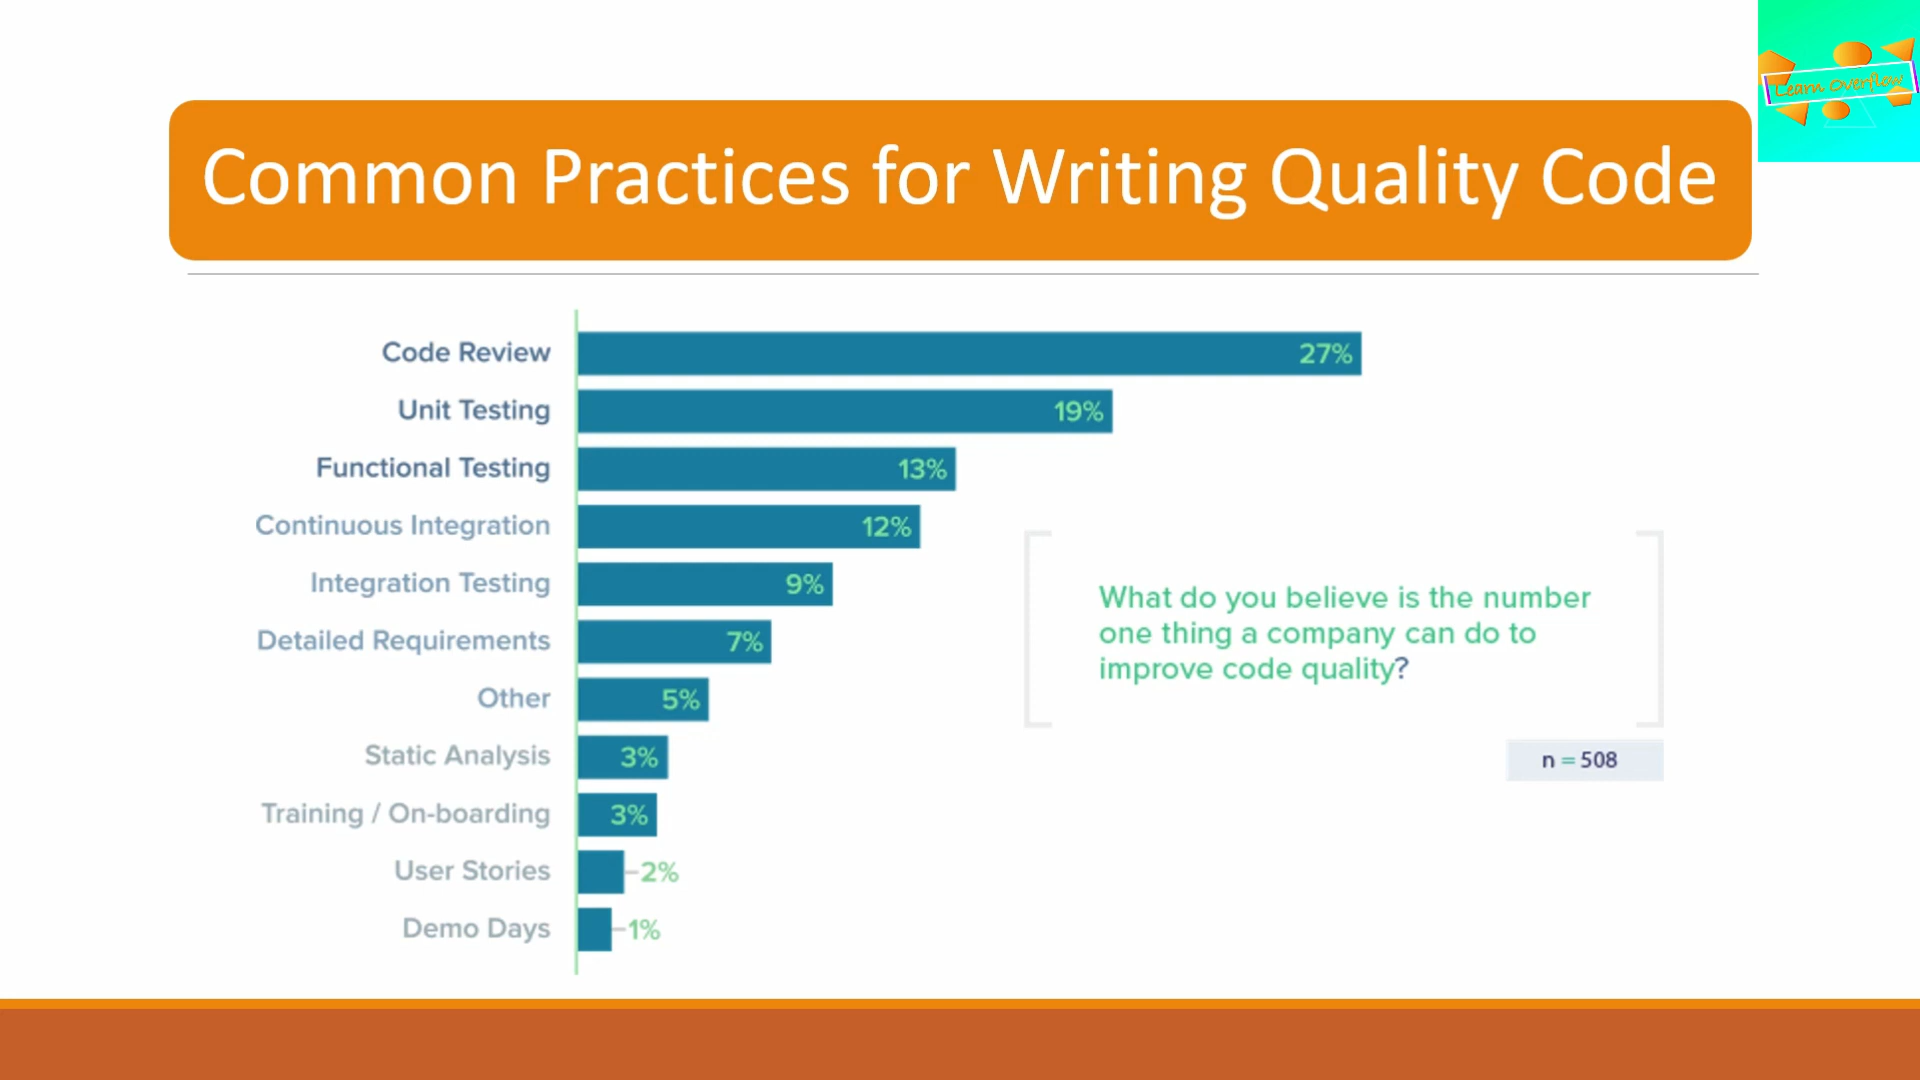 Learn Overflow
Common Practices for Writing Quality Code
Code Review 27%
Unit Testing 19%
Functional Testing 13%
Continuous Integration 12%
Integration Testing 9%
Detailed Requirements 7%
Other 5%
Static Analysis 3%
Training / On-boarding 3%
User Stories 2%
Demo Days 1%
What do you believe is the number
one thing a company can do to
improve code quality?
n = 508